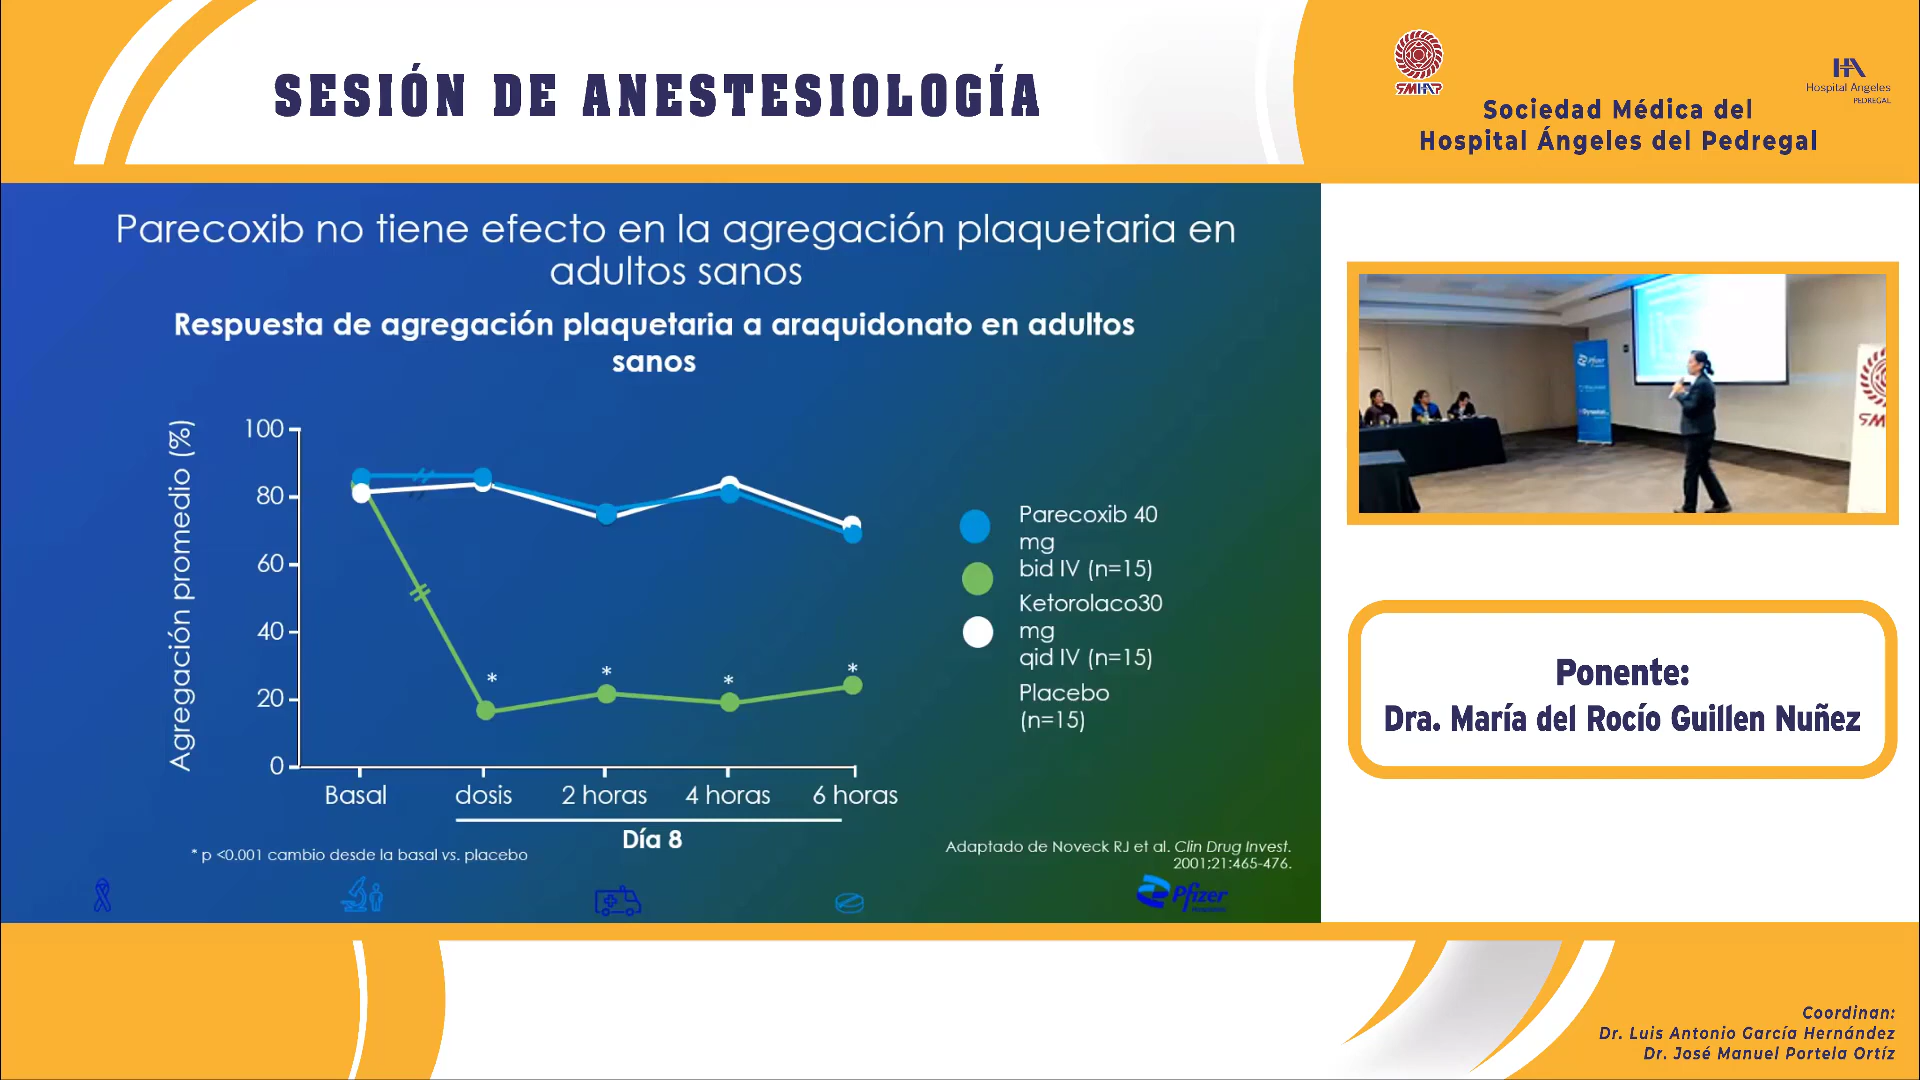 SESIÓN DE ANESTESIOLOGÍA
SMHAP
HA
Hospital Angeles
PEDREGAL
Sociedad Médica del
Hospital Ángeles del Pedregal
Parecoxib no tiene efecto en la agregación plaquetaria en
adultos sanos
Respuesta de agregación plaquetaria a araquidonato en adultos
sanos
Agregación promedio (%)
100
80
60
40
20
0
* * * *
Basal dosis 2 horas 4 horas 6 horas
Día 8
Parecoxib 40
mg
bid IV (n=15)
Ketorolaco30
mg
qid IV (n=15)
Placebo
(n=15)
* p <0.001 cambio desde la basal vs. placebo
Adaptado de Noveck RJ et al. Clin Drug Invest.
2001;21:465-476.
Pfizer
Pfizer
SM
Ponente:
Dra. María del Rocío Guillen Nuñez
Coordinan:
Dr. Luis Antonio García Hernández
Dr. José Manuel Portela Ortíz